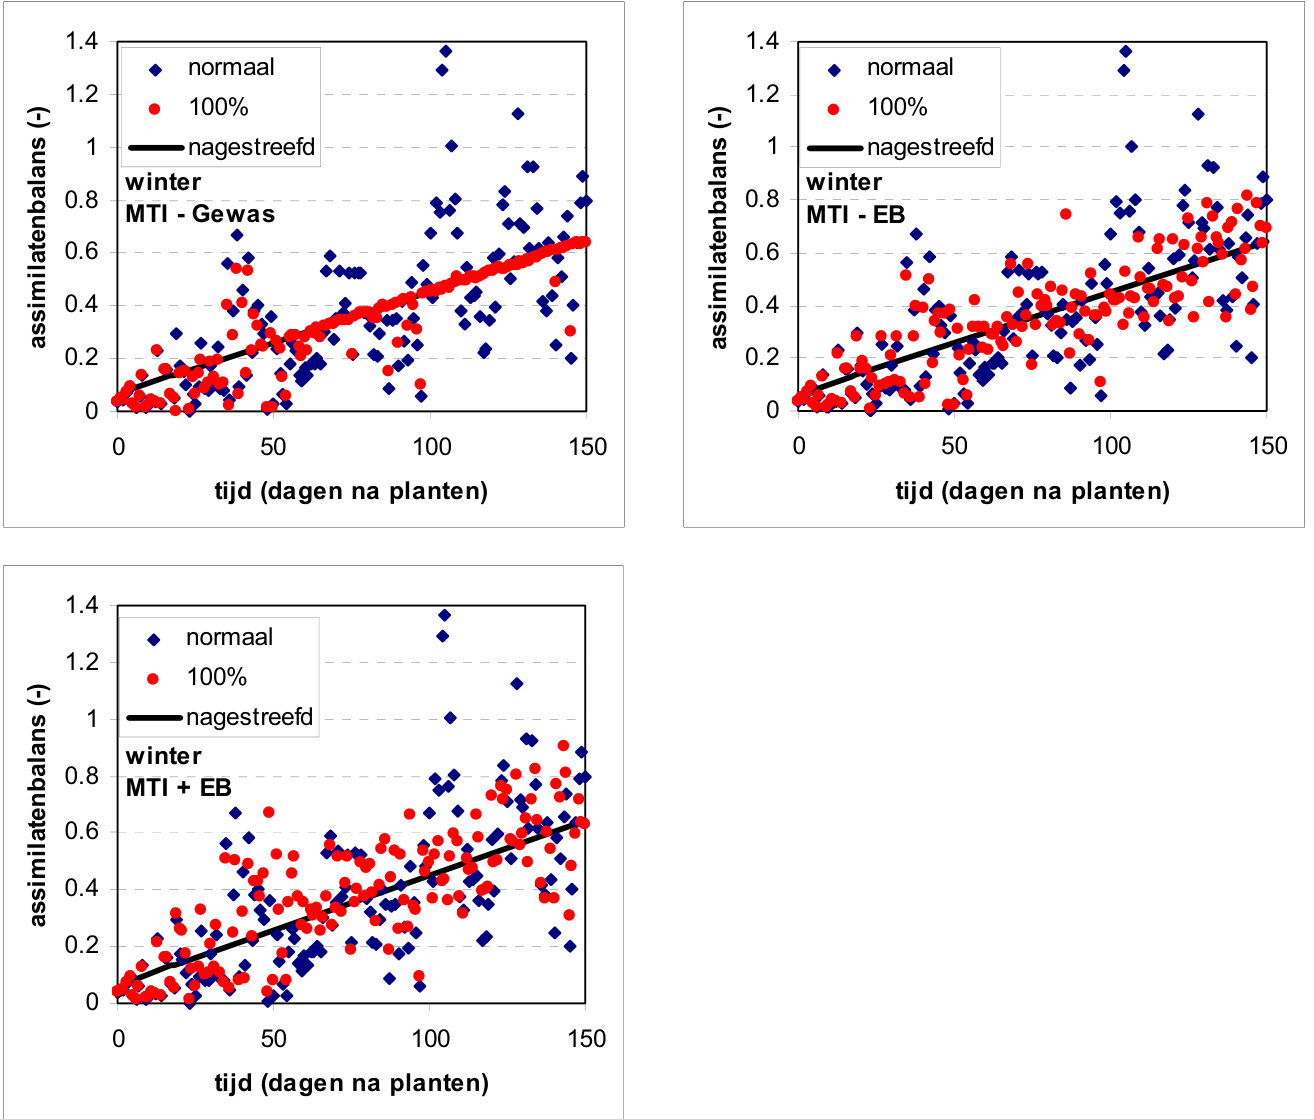 1.4
1.2
1
0.8
0.6
0.4
0.2
0
assimilatenbalans (-)
normaal
100%
nagestreefd
winter
MTI - Gewas
0 50 100 150
tijd (dagen na planten)
1.4
1.2
1
0.8
0.6
0.4
0.2
0
assimilatenbalans (-)
normaal
100%
nagestreefd
winter
MTI - EB
0 50 100 150
tijd (dagen na planten)
1.4
1.2
1
0.8
0.6
0.4
0.2
0
assimilatenbalans (-)
normaal
100%
nagestreefd
winter
MTI + EB
0 50 100 150
tijd (dagen na planten)